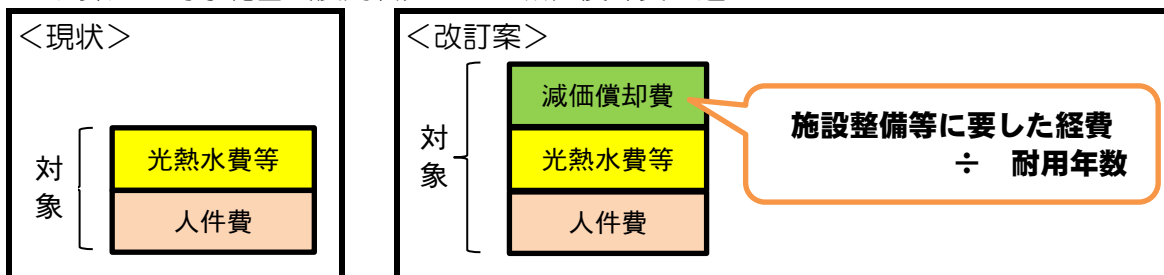 ＜現状＞
対象
光熱水費等
人件費
＜改訂案＞
対象
減価償却費
光熱水費等
人件費
施設整備等に要した経費
÷　耐用年数